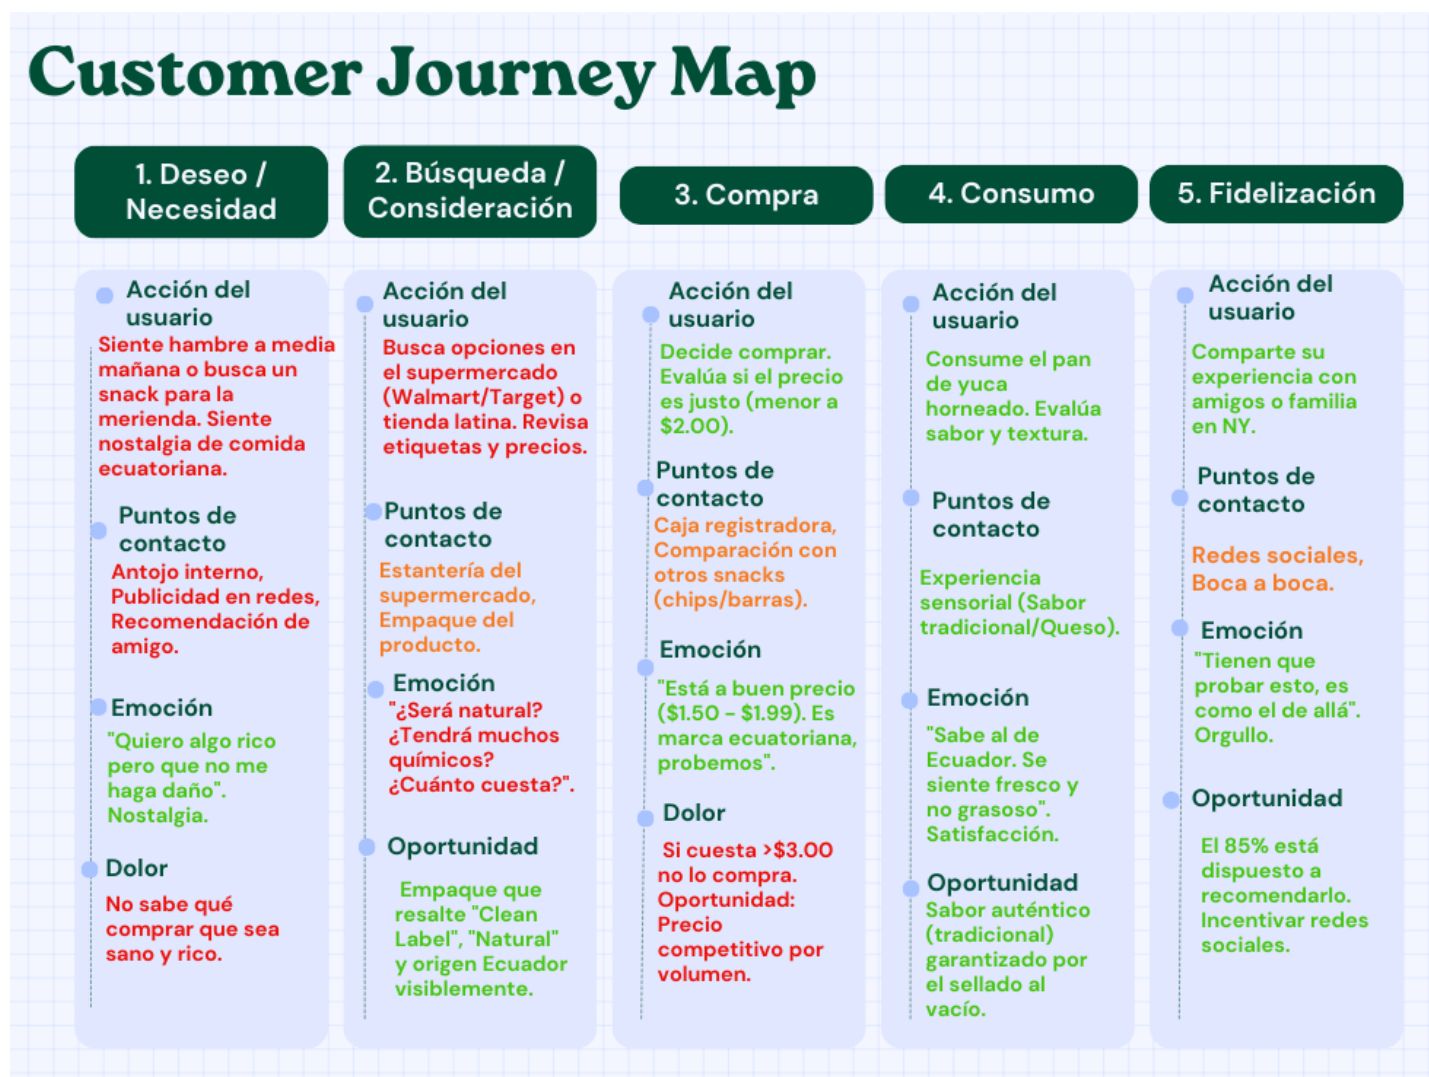 Customer Journey Map
1. Deseo /
Necesidad
Acción del
usuario
Siente hambre a media
mañana o busca un
snack para la
merienda. Siente
nostalgia de comida
ecuatoriana.
Puntos de
contacto
Antojo interno,
Publicidad en redes,
Recomendación de
amigo.
Emoción
"Quiero algo rico
pero que no me
haga daño".
Nostalgia.
Dolor
No sabe qué
comprar que sea
sano y rico.
2. Búsqueda /
Consideración
Acción del
usuario
Busca opciones en
el supermercado
(Walmart/Target) o
tienda latina. Revisa
etiquetas y precios.
Puntos de
contacto
Estantería del
supermercado,
Empaque del
producto.
Emoción
"¿Será natural?
¿Tendrá muchos
químicos?
¿Cuánto cuesta?".
Oportunidad
Empaque que
resalte "Clean
Label", "Natural"
y origen Ecuador
visiblemente.
3. Compra
Acción del
usuario
Decide comprar.
Evalúa si el precio
es justo (menor a
$2.00).
Puntos de
contacto
Caja registradora,
Comparación con
otros snacks
(chips/barras).
Emoción
"Está a buen precio
($1.50 - $1.99). Es
marca ecuatoriana,
probemos".
Dolor
Si cuesta >$3.00
no lo compra.
Oportunidad:
Precio
competitivo por
volumen.
4. Consumo
Acción del
usuario
Consume el pan
de yuca
horneado. Evalúa
sabor y textura.
Puntos de
contacto
Experiencia
sensorial (Sabor
tradicional/Queso).
Emoción
"Sabe al de
Ecuador. Se
siente fresco y
no grasoso".
Satisfacción.
Oportunidad
Sabor auténtico
(tradicional)
garantizado por
el sellado al
vacío.
5. Fidelización
Acción del
usuario
Comparte su
experiencia con
amigos o familia
en NY.
Puntos de
contacto
Redes sociales,
Boca a boca.
Emoción
"Tienen que
probar esto, es
como el de allá".
Orgullo.
Oportunidad
El 85% está
dispuesto a
recomendarlo.
Incentivar redes
sociales.